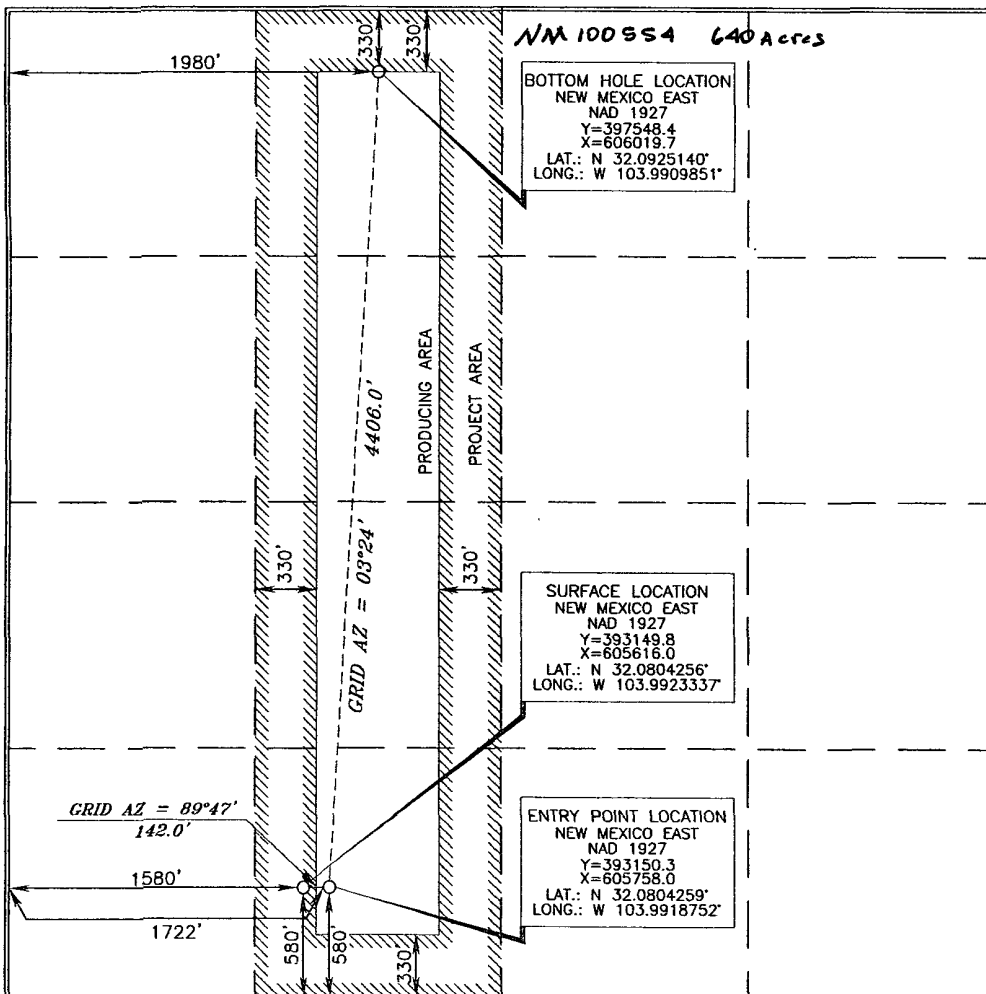 NM 100554 640 Acres
330'
330'
1980'
BOTTOM HOLE LOCATION
NEW MEXICO EAST
NAD 1927
Y=397548.4
X=606019.7
LAT.: N 32.0925140°
LONG.: W 103.9909851°
4406.0'
GRID AZ = 03°24'
PRODUCING AREA
PROJECT AREA
330'
330'
SURFACE LOCATION
NEW MEXICO EAST
NAD 1927
Y=393149.8
X=605616.0
LAT.: N 32.0804256°
LONG.: W 103.9923337°
GRID AZ = 89°47'
142.0'
ENTRY POINT LOCATION
NEW MEXICO EAST
NAD 1927
Y=393150.3
X=605758.0
LAT.: N 32.0804259°
LONG.: W 103.9918752°
1580'
1722'
580'
580'
330'